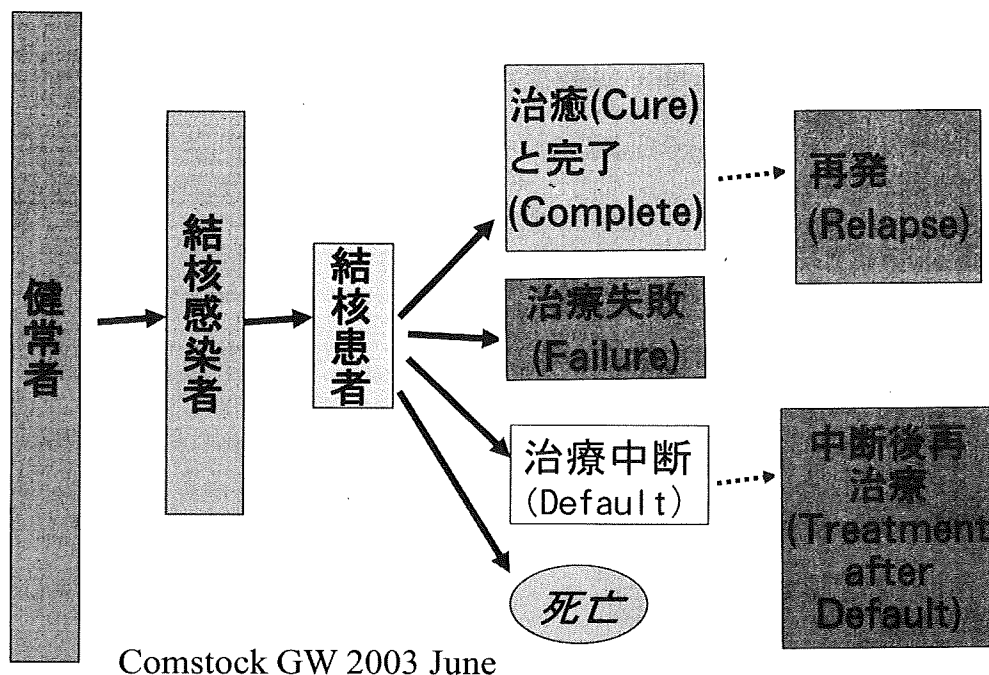 健常者
結核感染者
結核患者
治癒(Cure)
と完了
(Complete)
再発
(Relapse)
治療失敗
(Failure)
治療中断
(Default)
中断後再
治療
(Treatment
after
Default)
死亡
Comstock GW 2003 June